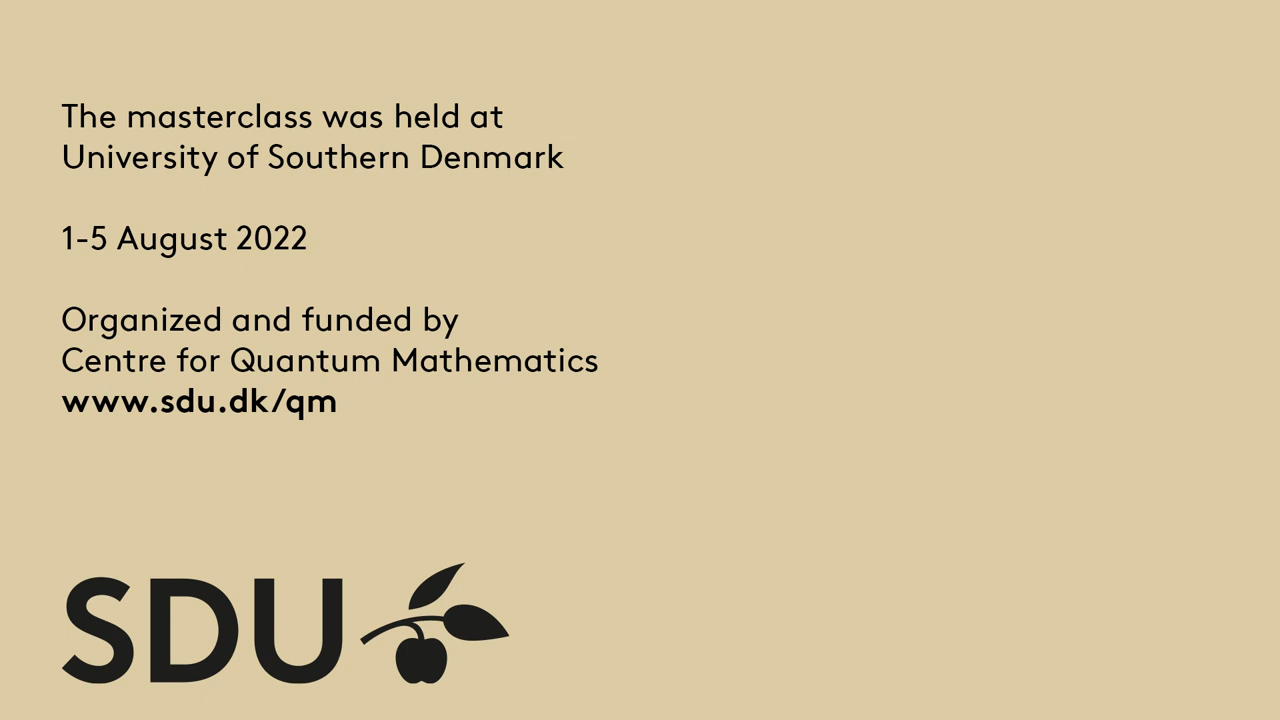 The masterclass was held at
University of Southern Denmark
1-5 August 2022
Organized and funded by
Centre for Quantum Mathematics
www.sdu.dk/qm
SDU